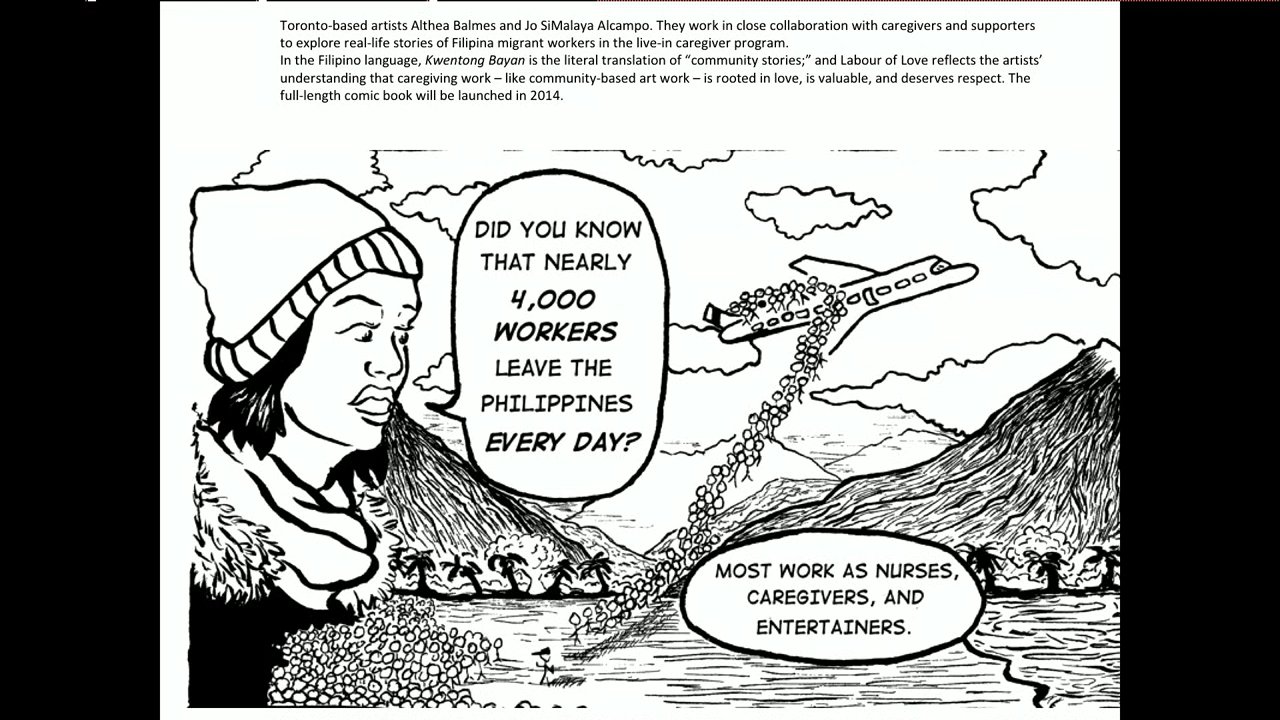 Toronto-based artists Althea Balmes and Jo SiMalaya Alcampo. They work in close collaboration with caregivers and supporters
to explore real-life stories of Filipina migrant workers in the live-in caregiver program.
In the Filipino language, Kwentong Bayan is the literal translation of “community stories;” and Labour of Love reflects the artists’
understanding that caregiving work – like community-based art work – is rooted in love, is valuable, and deserves respect. The
full-length comic book will be launched in 2014.
DID YOU KNOW
THAT NEARLY
4,000
WORKERS
LEAVE THE
PHILIPPINES
EVERY DAY?
MOST WORK AS NURSES,
CAREGIVERS, AND
ENTERTAINERS.